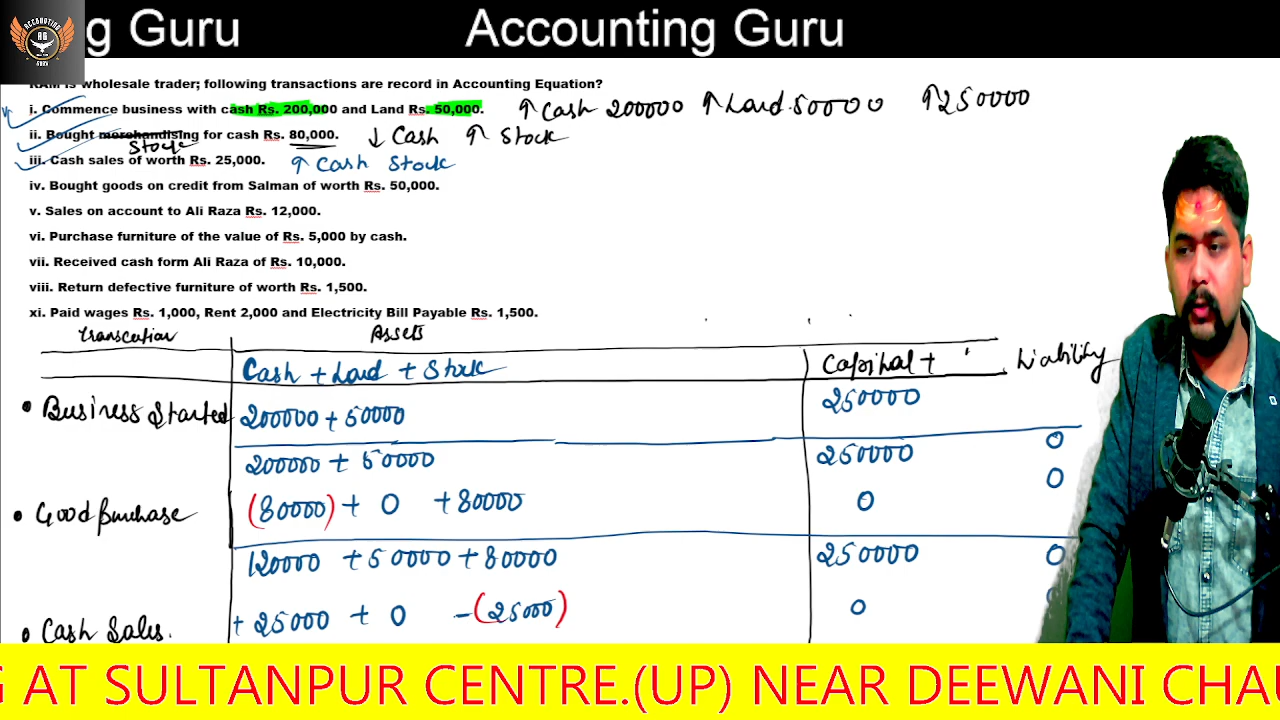 g Guru Accounting Guru
ACCOUNTING
AG
GURU
RAM is wholesale trader; following transactions are record in Accounting Equation?
i. Commence business with cash Rs. 200,000 and Land Rs. 50,000. ↑ Cash 200000 ↑ Land 50000 ↑ 250000
ii. Bought morchandising for cash Rs. 80,000. ↓ Cash ↑ Stock
Stock
iii. Cash sales of worth Rs. 25,000. ↑ Cash Stock
iv. Bought goods on credit from Salman of worth Rs. 50,000.
v. Sales on account to Ali Raza Rs. 12,000.
vi. Purchase furniture of the value of Rs. 5,000 by cash.
vii. Received cash form Ali Raza of Rs. 10,000.
viii. Return defective furniture of worth Rs. 1,500.
xi. Paid wages Rs. 1,000, Rent 2,000 and Electricity Bill Payable Rs. 1,500.
Transcution Assets
Cash + Land + Stock Capital + Liability
• Business Started 200000 + 50000 250000
0
200000 + 50000 250000 0
• Good Purchase (80000) + 0 + 80000 0
120000 + 50000 + 80000 250000 0
• Cash Sales. + 25000 + 0 -(25000) 0
G AT SULTANPUR CENTRE.(UP) NEAR DEEWANI CHAU